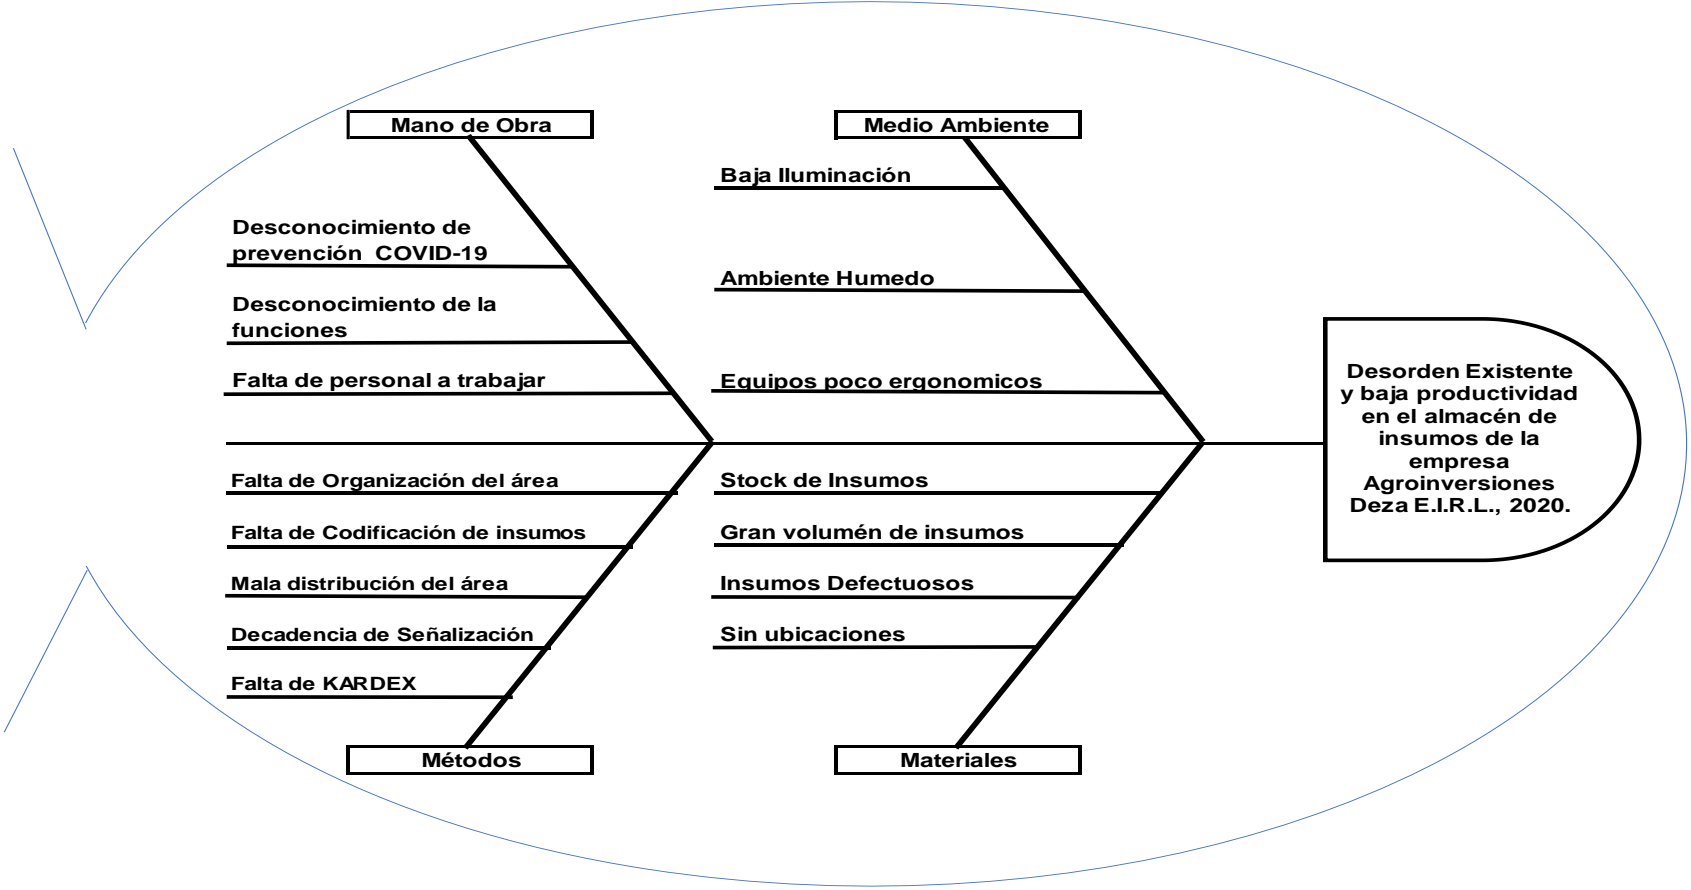 Mano de Obra
Medio Ambiente
Baja Iluminación
Desconocimiento de
prevención COVID-19
Ambiente Humedo
Desconocimiento de la
funciones
Falta de personal a trabajar
Equipos poco ergonomicos
Desorden Existente
y baja productividad
en el almacén de
insumos de la
empresa
Agroinversiones
Deza E.I.R.L., 2020.
Falta de Organización del área
Stock de Insumos
Falta de Codificación de insumos
Gran volumén de insumos
Mala distribución del área
Insumos Defectuosos
Decadencia de Señalización
Sin ubicaciones
Falta de KARDEX
Métodos
Materiales